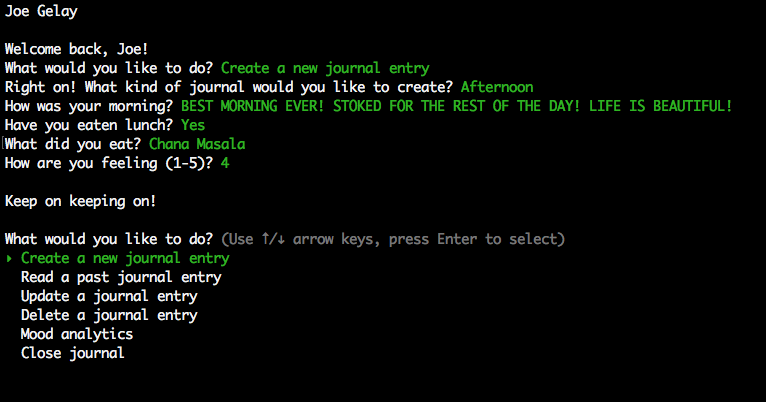 Joe Gelay
Welcome back, Joe!
What would you like to do? Create a new journal entry
Right on! What kind of journal would you like to create? Afternoon
How was your morning? BEST MORNING EVER! STOKED FOR THE REST OF THE DAY! LIFE IS BEAUTIFUL!
Have you eaten lunch? Yes
What did you eat? Chana Masala
How are you feeling (1-5)? 4
Keep on keeping on!
What would you like to do? (Use ↑/↓ arrow keys, press Enter to select)
‣ Create a new journal entry
Read a past journal entry
Update a journal entry
Delete a journal entry
Mood analytics
Close journal